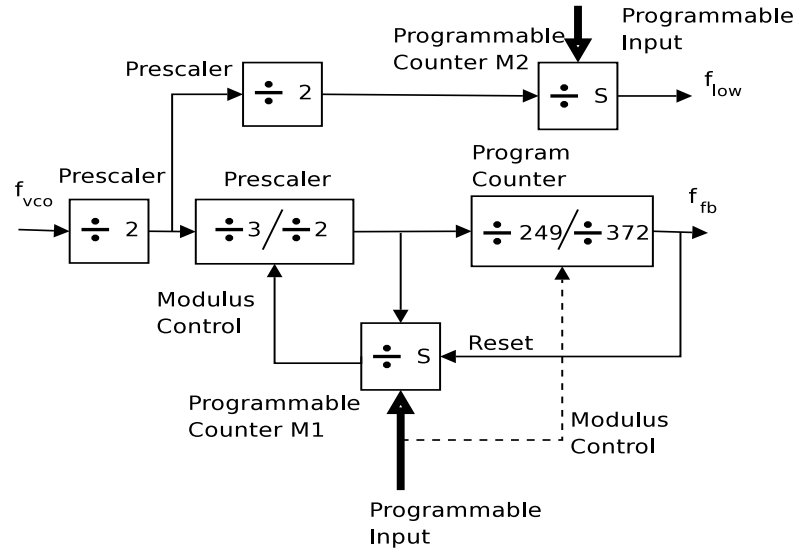 Programmable
Input
Programmable
Counter M2
Prescaler
÷ 2
÷ S
f_low
Program
Counter
Prescaler
Prescaler
f_vco
÷ 2
÷3/÷2
÷ 249/÷372
f_fb
Modulus
Control
÷ S
Reset
Programmable
Counter M1
Modulus
Control
Programmable
Input